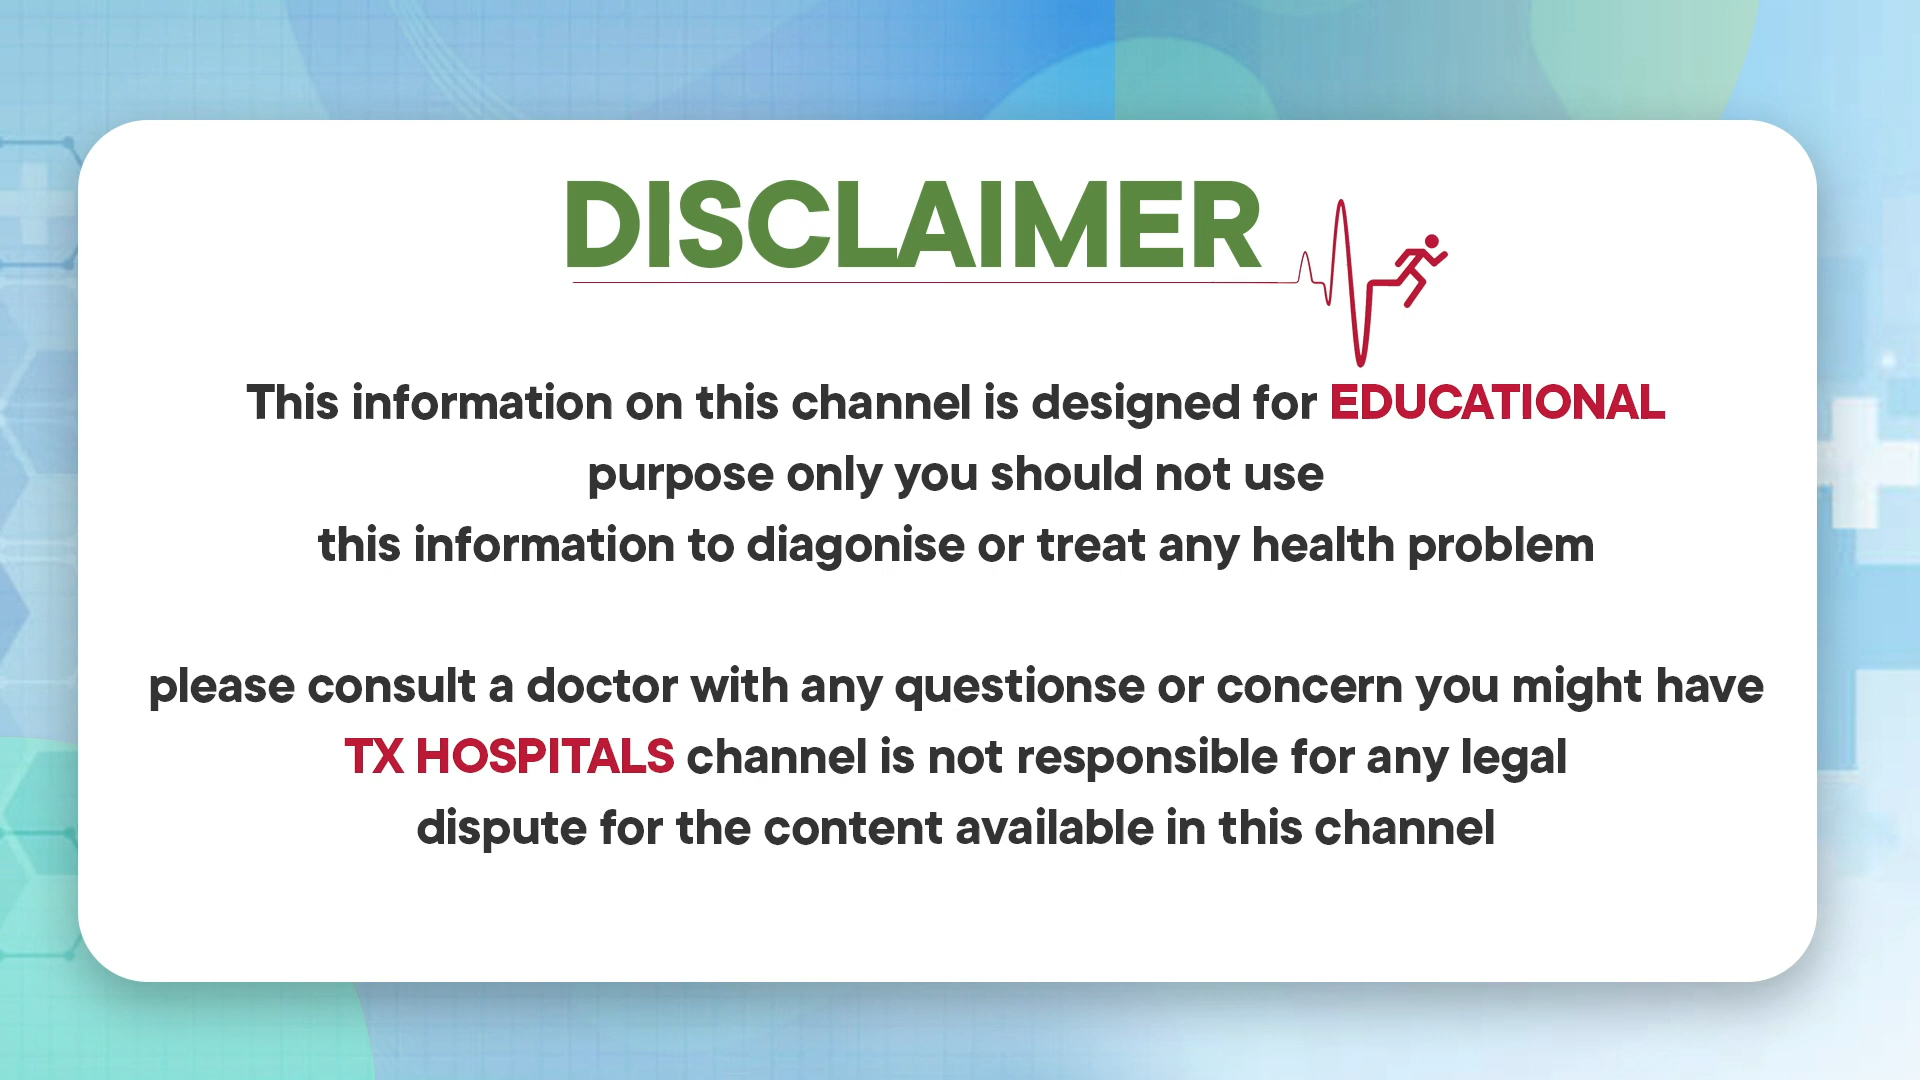 DISCLAIMER
This information on this channel is designed for EDUCATIONAL
purpose only you should not use
this information to diagonise or treat any health problem
please consult a doctor with any questionse or concern you might have
TX HOSPITALS channel is not responsible for any legal
dispute for the content available in this channel